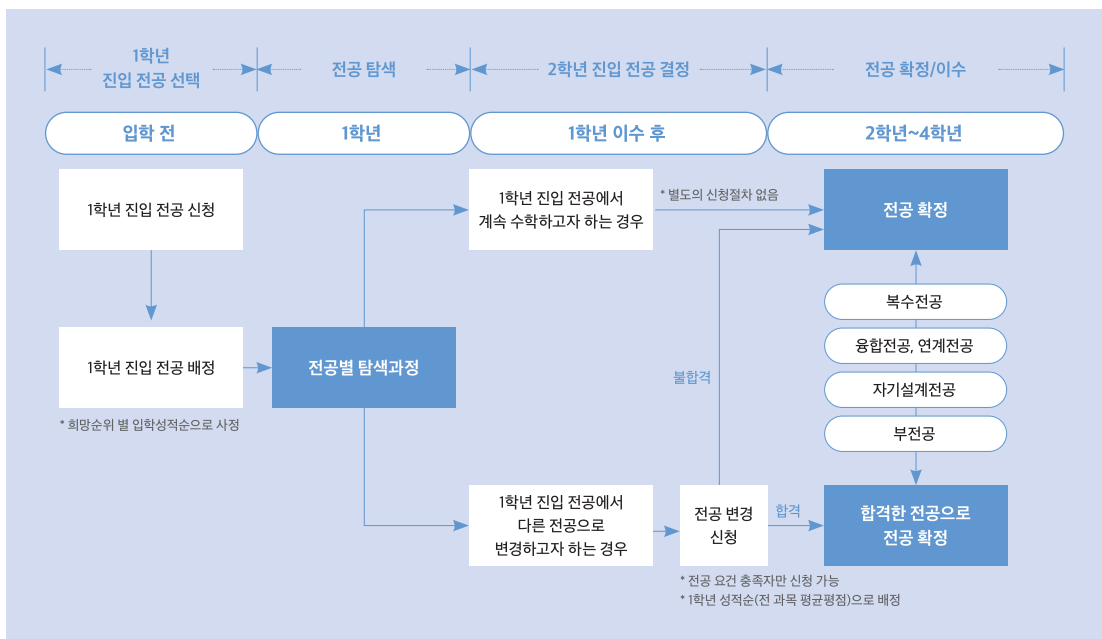 1학년
진입 전공 선택
전공 탐색
2학년 진입 전공 결정
전공 확정/이수
입학 전
1학년
1학년 이수 후
2학년~4학년
1학년 진입 전공 신청
1학년 진입 전공에서
계속 수학하고자 하는 경우
* 별도의 신청절차 없음
전공 확정
복수전공
융합전공, 연계전공
자기설계전공
부전공
1학년 진입 전공 배정
* 희망순위 별 입학성적순으로 사정
전공별 탐색과정
불합격
1학년 진입 전공에서
다른 전공으로
변경하고자 하는 경우
전공 변경
신청
합격
합격한 전공으로
전공 확정
* 전공 요건 충족자만 신청 가능
* 1학년 성적순(전 과목 평균평점)으로 배정